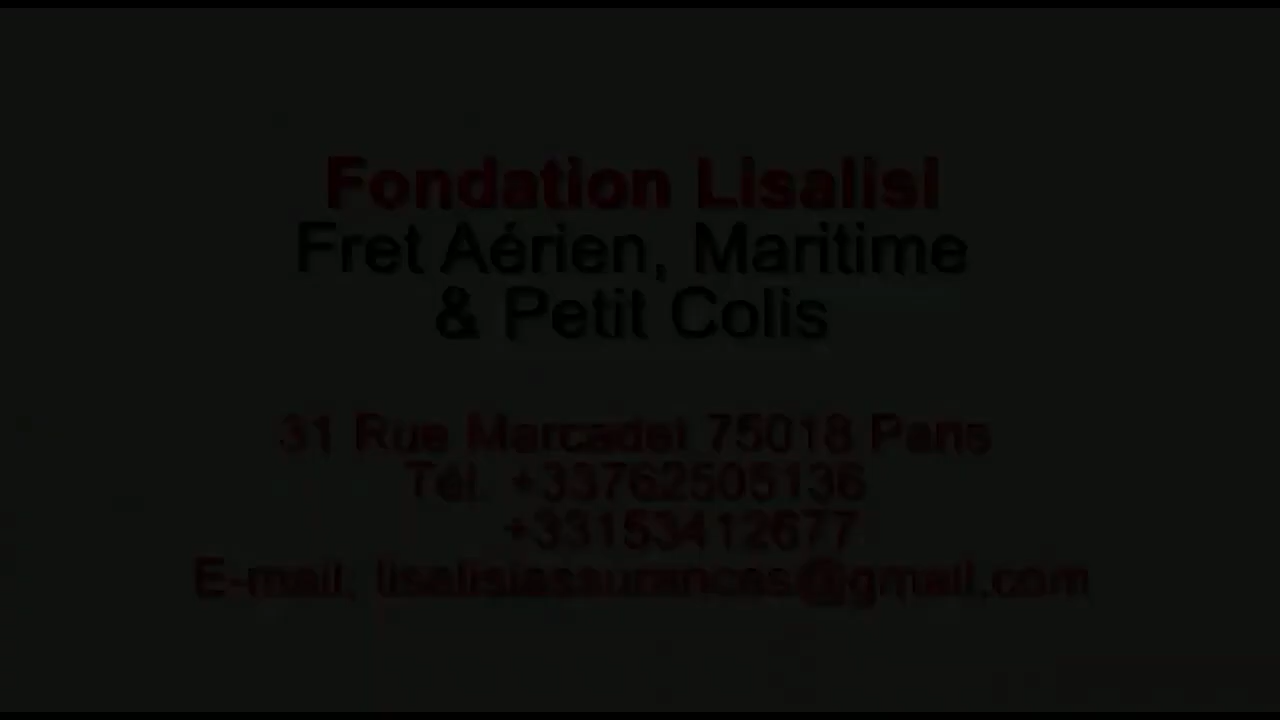 Fondation Lisalisi
Fret Aérien, Maritime
& Petit Colis
31 Rue Marcadet 75018 Paris
Tél. +33762505136
+33153412677
E-mail, lisalisiassurances@gmail.com